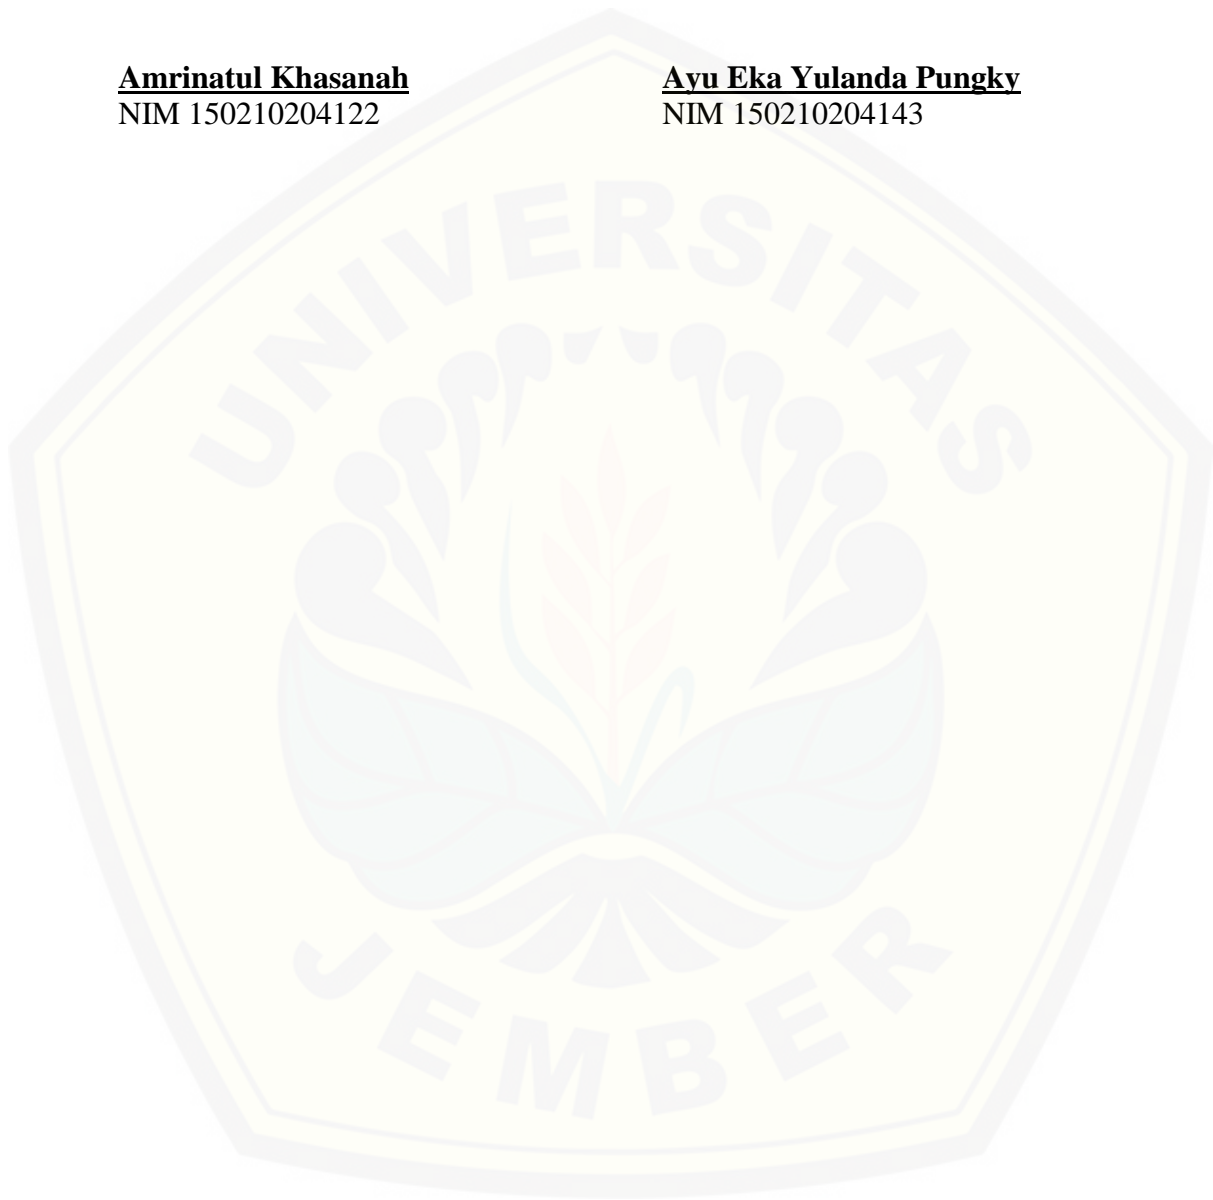 Amrinatul Khasanah Ayu Eka Yulanda Pungky
NIM 150210204122 NIM 150210204143
UNIVERSITAS
JEMBER